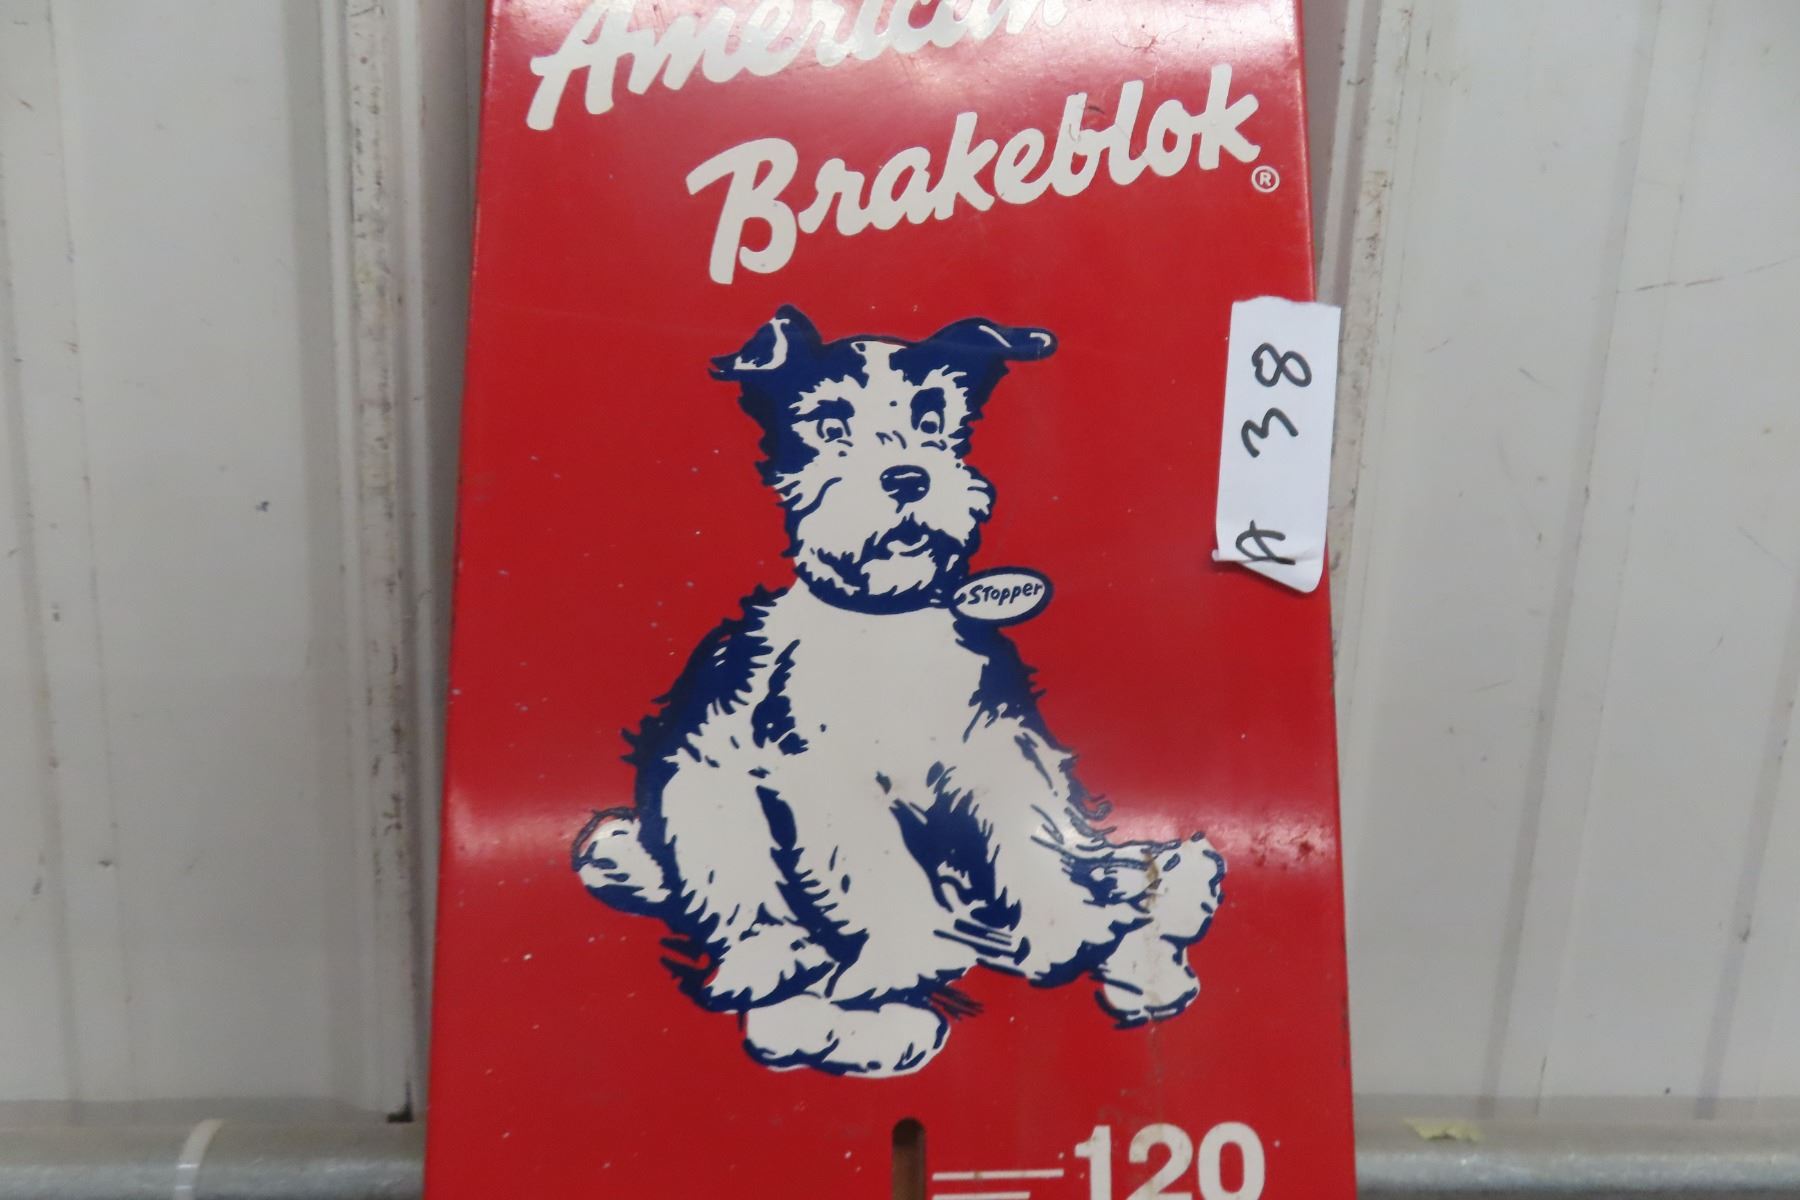 American
Brakeblok®
A 38
Stopper
120